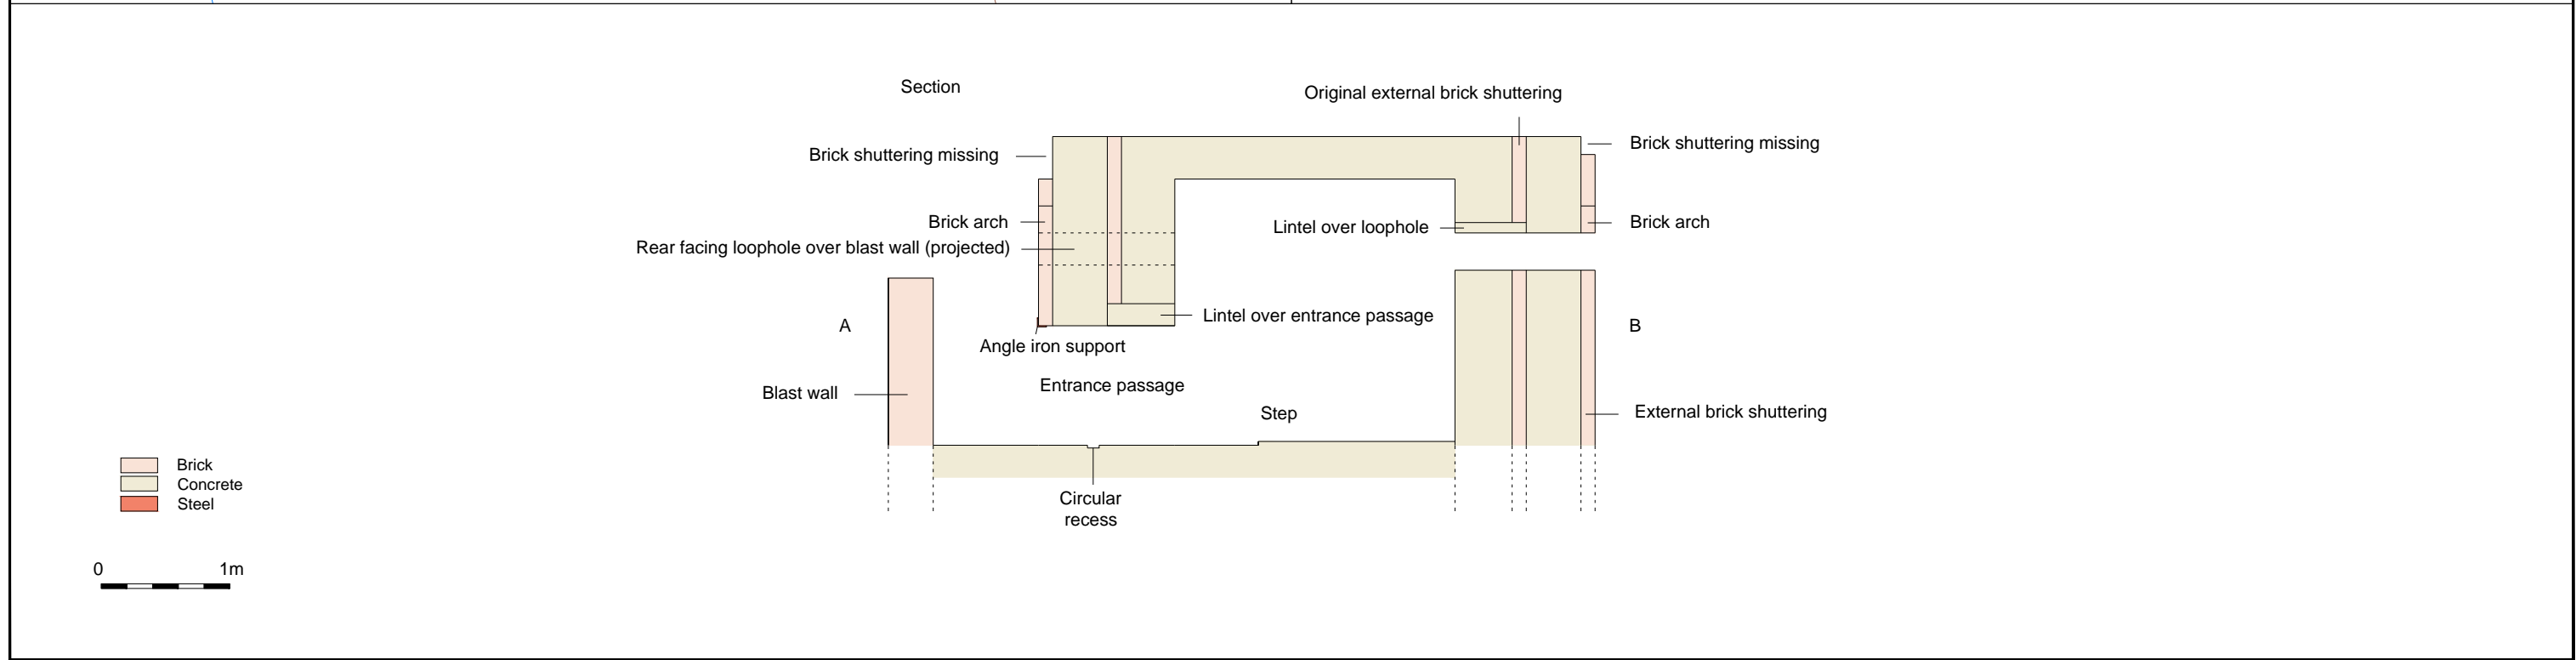 Section
Original external brick shuttering
Brick shuttering missing
Brick shuttering missing
Brick arch
Lintel over loophole
Brick arch
Rear facing loophole over blast wall (projected)
Lintel over entrance passage
A
B
Angle iron support
Entrance passage
Blast wall
Step
External brick shuttering
Brick
Concrete
Steel
Circular
recess
0 1m